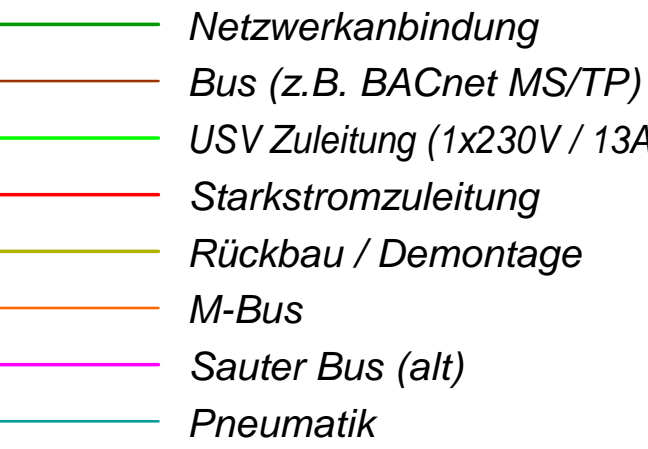 Netzwerkanbindung
Bus (z.B. BACnet MS/TP)
USV Zuleitung (1x230V / 13A
Starkstromzuleitung
Rückbau / Demontage
M-Bus
Sauter Bus (alt)
Pneumatik